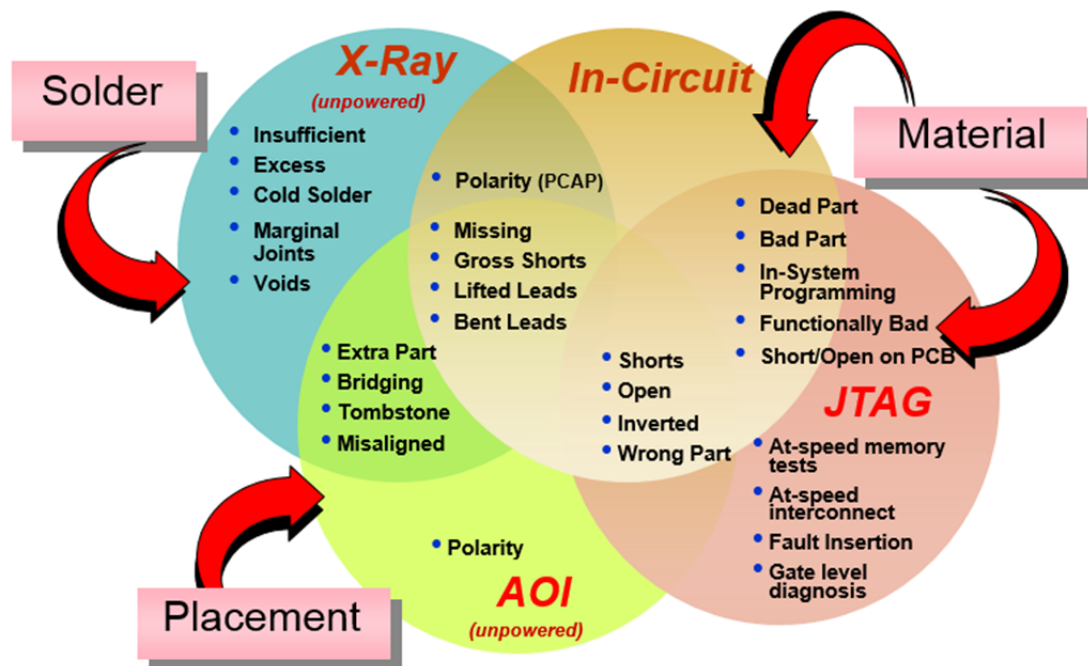 Solder
X-Ray
(unpowered)
• Insufficient
• Excess
• Cold Solder
• Marginal
Joints
• Voids
In-Circuit
Material
• Polarity (PCAP)
• Missing
• Gross Shorts
• Lifted Leads
• Bent Leads
• Dead Part
• Bad Part
• In-System
Programming
• Functionally Bad
• Short/Open on PCB
• Extra Part
• Bridging
• Tombstone
• Misaligned
• Shorts
• Open
• Inverted
• Wrong Part
JTAG
• At-speed memory
tests
• At-speed
interconnect
• Fault Insertion
• Gate level
diagnosis
• Polarity
AOI
(unpowered)
Placement